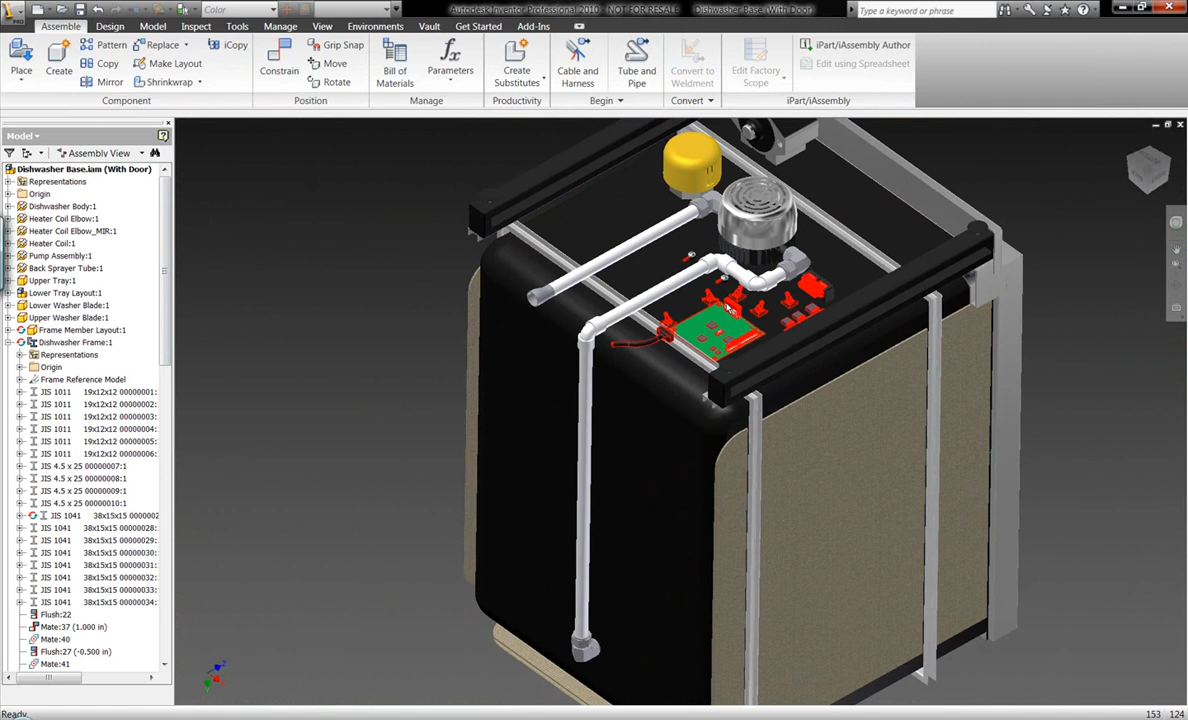 Autodesk Inventor Professional 2010 - NOT FOR RESALE - Dishwasher Base (With Door)
Type a keyword or phrase
Color
PRO
Assemble Design Model Inspect Tools Manage View Environments Vault Get Started Add-Ins
Place
Create
Pattern Replace iCopy
Copy Make Layout
Mirror Shrinkwrap
Constrain
Grip Snap
Move
Rotate
Bill of Materials
Parameters
Create Substitutes
Cable and Harness
Tube and Pipe
Convert to Weldment
Edit Factory Scope
iPart/iAssembly Author
Edit using Spreadsheet
Component Position Manage Productivity Begin Convert iPart/iAssembly
Model
Assembly View
Dishwasher Base.iam (With Door)
Representations
Origin
Dishwasher Body:1
Heater Coil Elbow:1
Heater Coil Elbow_MIR:1
Heater Coil:1
Pump Assembly:1
Back Sprayer Tube:1
Upper Tray:1
Lower Tray Layout:1
Lower Washer Blade:1
Upper Washer Blade:1
Frame Member Layout:1
Dishwasher Frame:1
Representations
Origin
Frame Reference Model
JIS 1011 19x12x12 00000001:
JIS 1011 19x12x12 00000002:
JIS 1011 19x12x12 00000003:
JIS 1011 19x12x12 00000004:
JIS 1011 19x12x12 00000005:
JIS 1011 19x12x12 00000006:
JIS 4.5 x 25 00000007:1
JIS 4.5 x 25 00000008:1
JIS 4.5 x 25 00000009:1
JIS 4.5 x 25 00000010:1
JIS 1041 38x15x15 0000002
JIS 1041 38x15x15 00000028:
JIS 1041 38x15x15 00000029:
JIS 1041 38x15x15 00000030:
JIS 1041 38x15x15 00000031:
JIS 1041 38x15x15 00000032:
JIS 1041 38x15x15 00000033:
JIS 1041 38x15x15 00000034:
Flush:22
Mate:37 (1.000 in)
Mate:40
Flush:27 (-0.500 in)
Mate:41
Ready
153 124